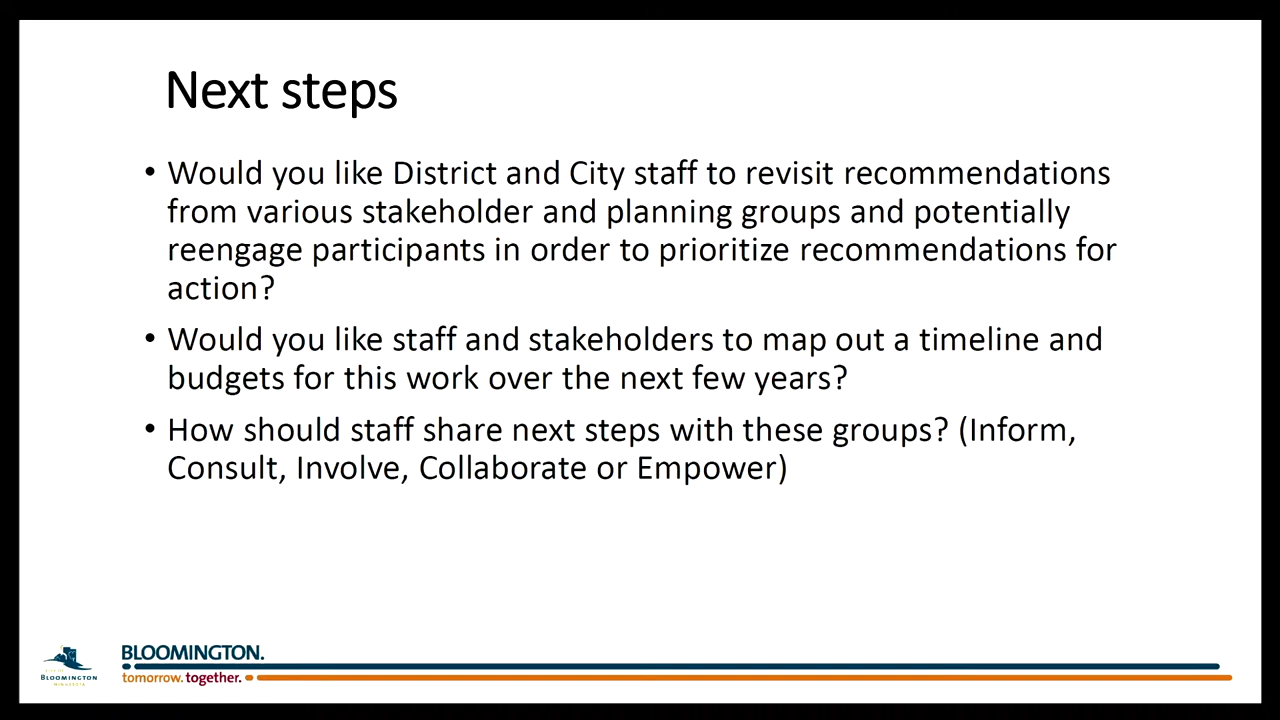 Next steps
• Would you like District and City staff to revisit recommendations
from various stakeholder and planning groups and potentially
reengage participants in order to prioritize recommendations for
action?
• Would you like staff and stakeholders to map out a timeline and
budgets for this work over the next few years?
• How should staff share next steps with these groups? (Inform,
Consult, Involve, Collaborate or Empower)
BLOOMINGTON.
tomorrow. together.
CITY OF
BLOOMINGTON
MINNESOTA